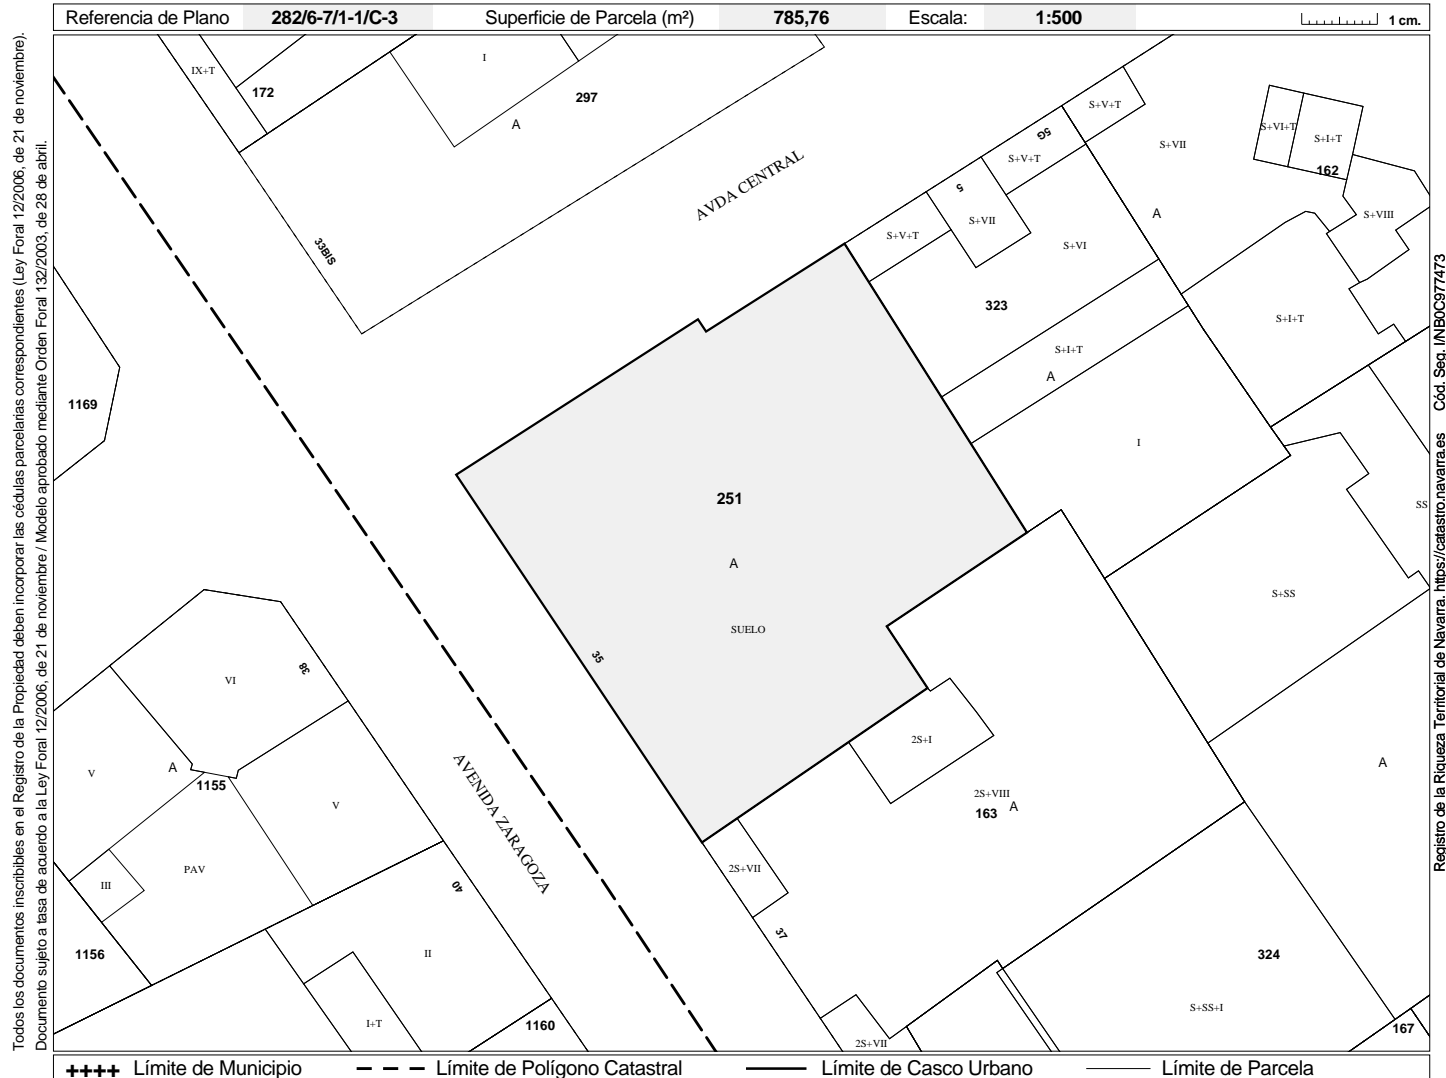 Referencia de Plano 282/6-7/1-1/C-3 Superficie de Parcela (m²) 785,76 Escala: 1:500 1 cm.
Todos los documentos inscribibles en el Registro de la Propiedad deben incorporar las cédulas parcelarias correspondientes (Ley Foral 12/2006, de 21 de noviembre).
Documento sujeto a tasa de acuerdo a la Ley Foral 12/2006, de 21 de noviembre / Modelo aprobado mediante Orden Foral 132/2003, de 28 de abril.
IX+T
172
I
297
A
AVDA CENTRAL
33BIS
S+V+T
5G
S+V+T
5
S+VII
S+V+T
S+VI
323
S+VII
A
S+VI+T
S+I+T
162
S+VIII
S+I+T
S+I+T
A
I
1169
251
A
SUELO
35
SS
S+SS
38
VI
V
A
1155
V
PAV
III
1156
AVENIDA ZARAGOZA
40
II
I+T
1160
2S+I
2S+VIII
163 A
2S+VII
37
2S+VII
A
324
S+SS+I
167
Registro de la Riqueza Territorial de Navarra. https://catastro.navarra.es Cód. Seg. I/NB0C977473
++++ Límite de Municipio Límite de Polígono Catastral Límite de Casco Urbano Límite de Parcela